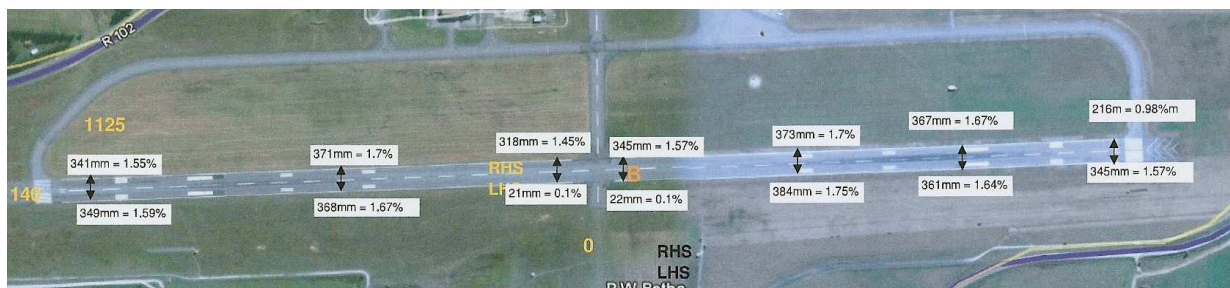 R 102
1125
140
341mm = 1.55%
349mm = 1.59%
371mm = 1.7%
368mm = 1.67%
318mm = 1.45%
RHS
LHS
21mm = 0.1%
345mm = 1.57%
B
22mm = 0.1%
373mm = 1.7%
384mm = 1.75%
367mm = 1.67%
361mm = 1.64%
216m = 0.98%m
345mm = 1.57%
0
RHS
LHS
P W Botha